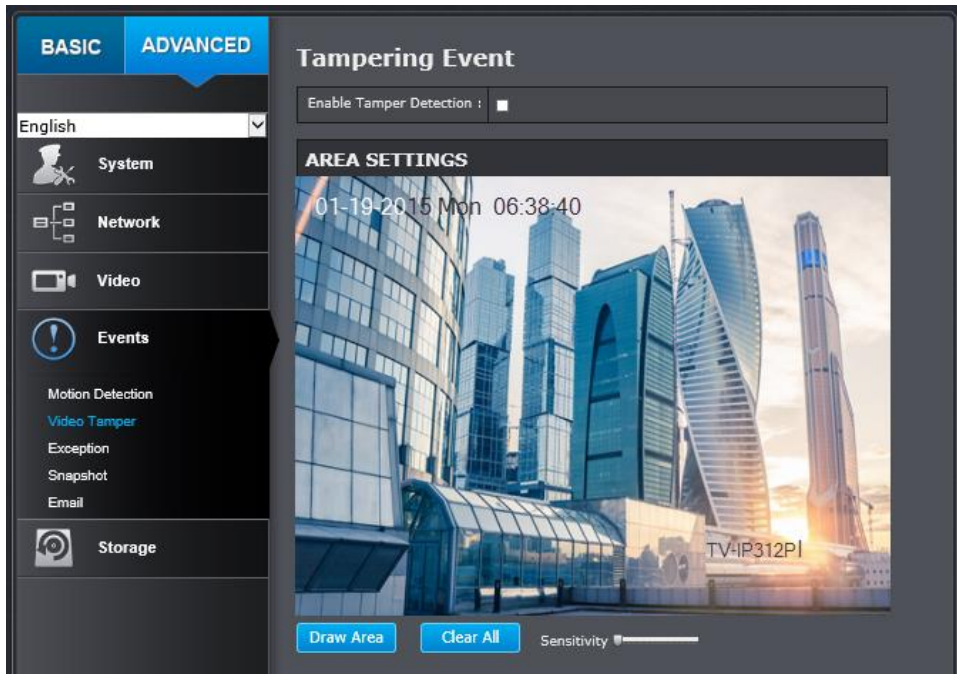 BASIC
ADVANCED
English
System
Network
Video
Events
Motion Detection
Video Tamper
Exception
Snapshot
Email
Storage
Tampering Event
Enable Tamper Detection :
AREA SETTINGS
01-19-2015 Mon 06:38:40
TV-IP312PI
Draw Area
Clear All
Sensitivity